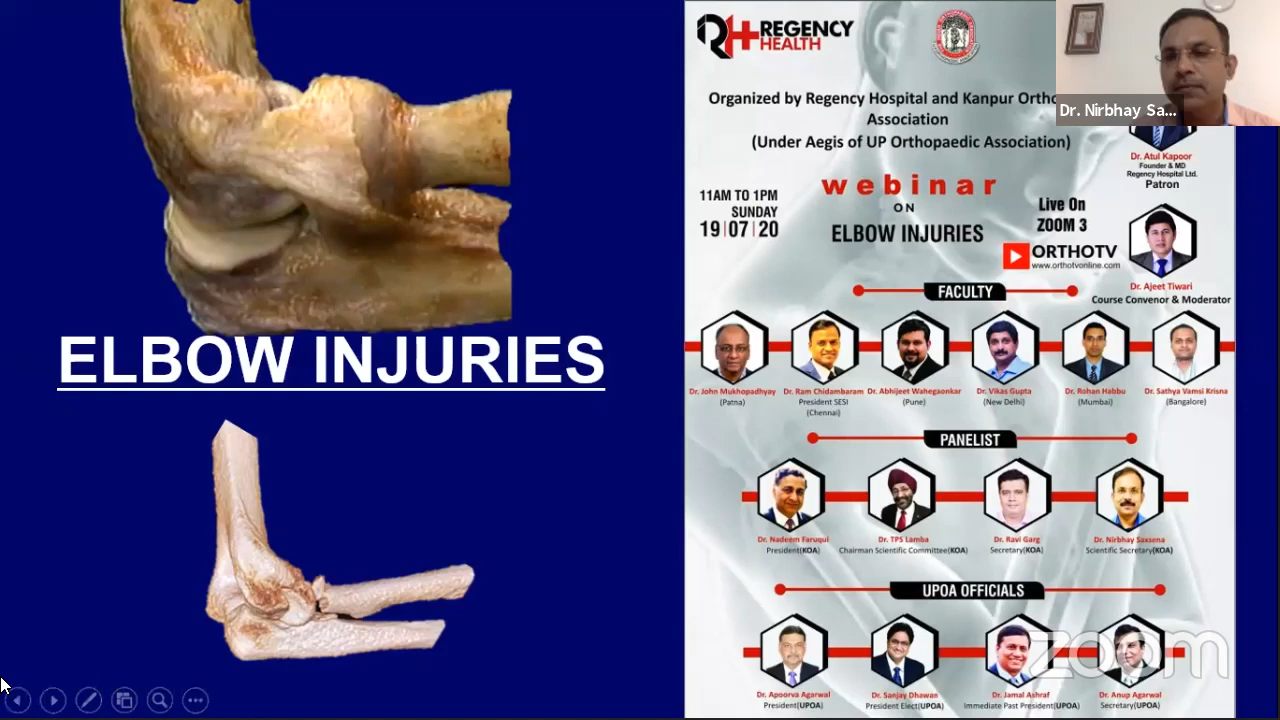 ELBOW INJURIES
REGENCY
HEALTH
Organized by Regency Hospital and Kanpur Ortho
Association
(Under Aegis of UP Orthopaedic Association)
Dr. Nirbhay Sa...
Dr. Atul Kapoor
Founder & MD
Regency Hospital Ltd.
Patron
11AM TO 1PM
SUNDAY
19|07|20
webinar
ON
ELBOW INJURIES
Live On
ZOOM 3
ORTHOTV
www.orthotvonline.com
Dr. Ajeet Tiwari
Course Convenor & Moderator
FACULTY
Dr. John Mukhopadhyay
(Patna)
Dr. Ram Chidambaram
President SESI
(Chennai)
Dr. Abhijeet Wahegaonkar
(Pune)
Dr. Vikas Gupta
(New Delhi)
Dr. Rohan Habbu
(Mumbai)
Dr. Sathya Vamsi Krisna
(Bangalore)
PANELIST
Dr. Nadeem Faruqui
President(KOA)
Dr. TPS Lamba
Chairman Scientific Committee(KOA)
Dr. Ravi Garg
Secretary(KOA)
Dr. Nirbhay Saxsena
Scientific Secretary(KOA)
UPOA OFFICIALS
Dr. Apoorva Agarwal
President(UPOA)
Dr. Sanjay Dhawan
President Elect(UPOA)
Dr. Jamal Ashraf
Immediate Past President(UPOA)
Dr. Anup Agarwal
Secretary(UPOA)
zoom